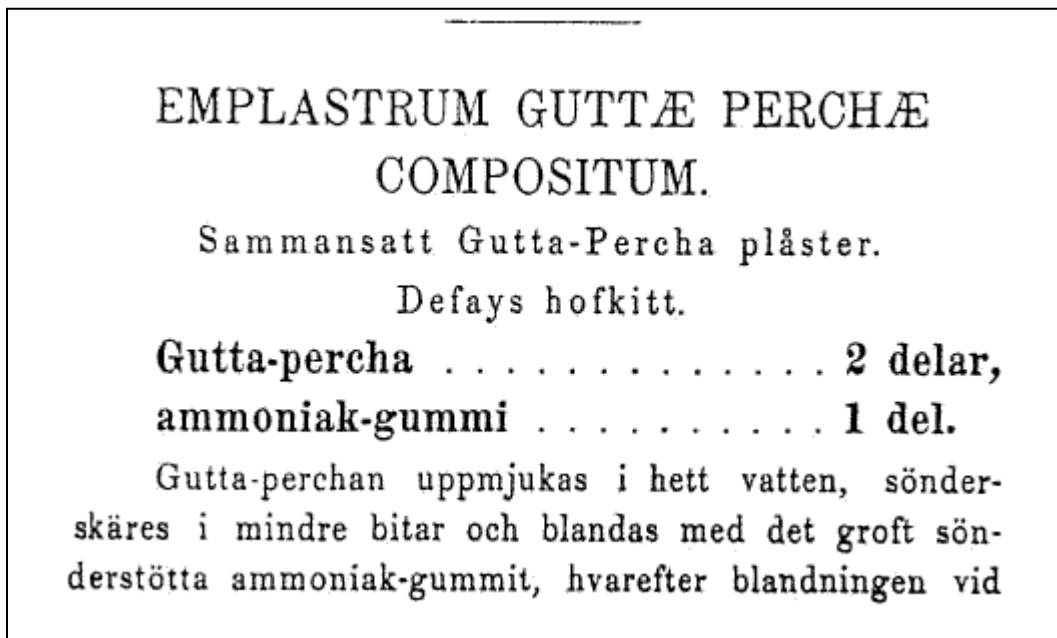 EMPLASTRUM GUTTÆ PERCHÆ
COMPOSITUM.
Sammansatt Gutta-Percha plåster.
Defays hofkitt.
Gutta-percha . . . . . . . . . . . . . . 2 delar,
ammoniak-gummi . . . . . . . . . . 1 del.
Gutta-perchan uppmjukas i hett vatten, sönder-
skäres i mindre bitar och blandas med det groft sön-
derstötta ammoniak-gummit, hvarefter blandningen vid